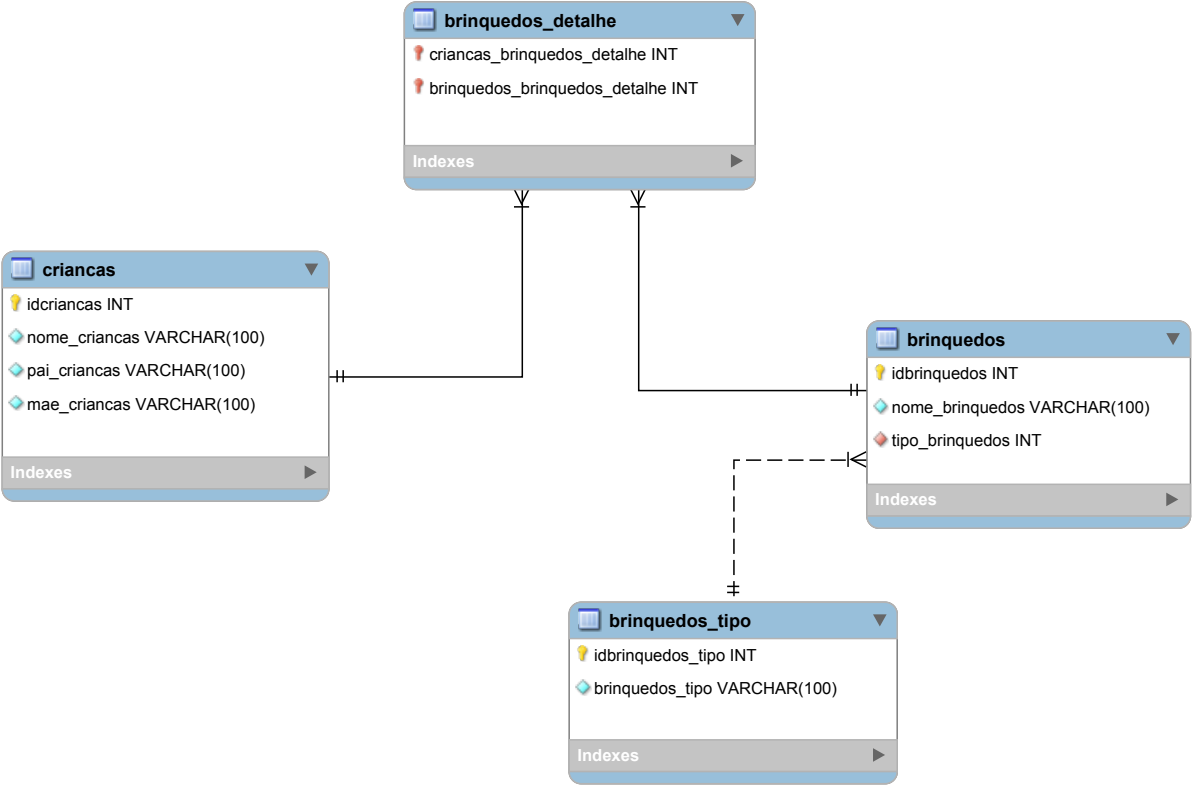 brinquedos_detalhe
criancas_brinquedos_detalhe INT
brinquedos_brinquedos_detalhe INT
Indexes
criancas
idcriancas INT
nome_criancas VARCHAR(100)
pai_criancas VARCHAR(100)
mae_criancas VARCHAR(100)
Indexes
brinquedos
idbrinquedos INT
nome_brinquedos VARCHAR(100)
tipo_brinquedos INT
Indexes
brinquedos_tipo
idbrinquedos_tipo INT
brinquedos_tipo VARCHAR(100)
Indexes